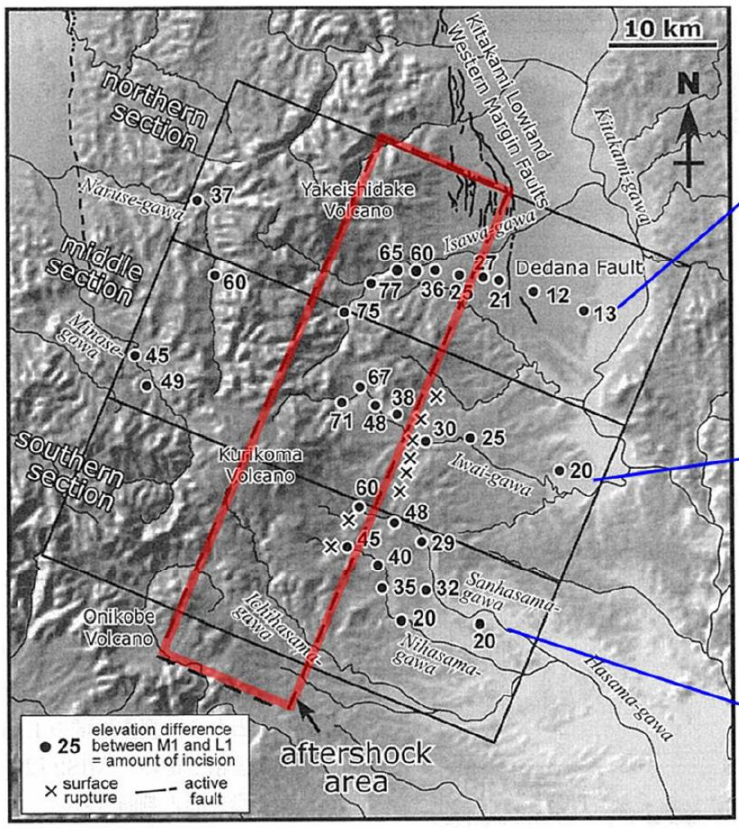 10 km
N
northern
section
Kitakami Lowland
Western Margin Faults
Kitakami-gawa
Naruse-gawa
37
Yakeishidake
Volcano
Isawa-gawa
middle
section
60
65
60
77
36
25
27
21
Dedana Fault
12
13
75
Minase-
gawa
45
49
67
71
48
38
30
25
Iwai-gawa
20
southern
section
Kurikoma
Volcano
60
48
45
29
40
35
32
20
20
Sanhasama-
gawa
Nihasama-
gawa
Hasama-gawa
Onikobe
Volcano
Ichihasama-
gawa
aftershock
area
25 elevation difference
between M1 and L1
= amount of incision
× surface
rupture
active
fault